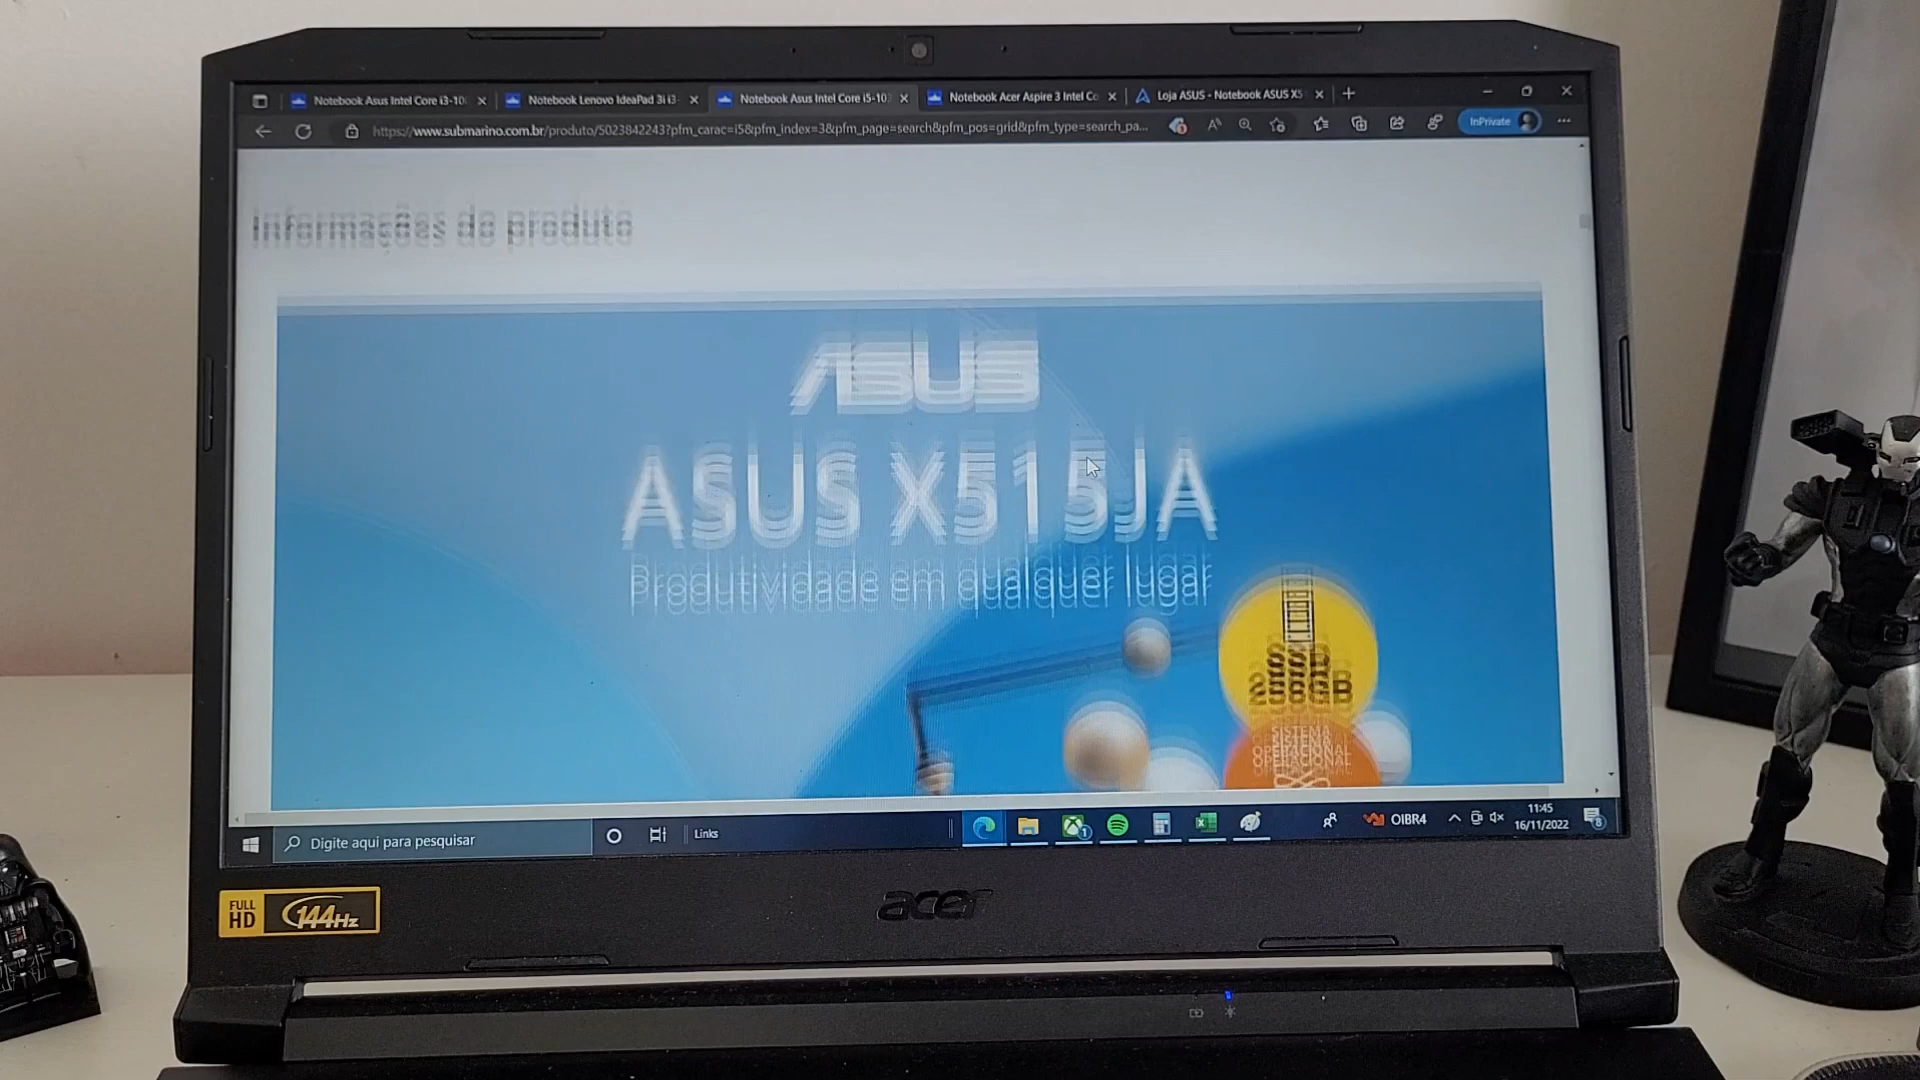 Notebook Asus Intel Core i3-10
Notebook Lenovo IdeaPad 3i i3-
Notebook Asus Intel Core i5-10
Notebook Acer Aspire 3 Intel Co
Loja ASUS - Notebook ASUS X5
https://www.submarino.com.br/produto/5023842243?pfm_carac=i5&pfm_index=3&pfm_page=search&pfm_pos=grid&pfm_type=search_pa...
InPrivate
Informações do produto
ASUS
ASUS X515JA
Produtividade em qualquer lugar
SSD
256GB
SISTEMA
OPERACIONAL
Digite aqui para pesquisar
Links
OIBR4
11:45
16/11/2022
8
FULL
HD
144Hz
acer